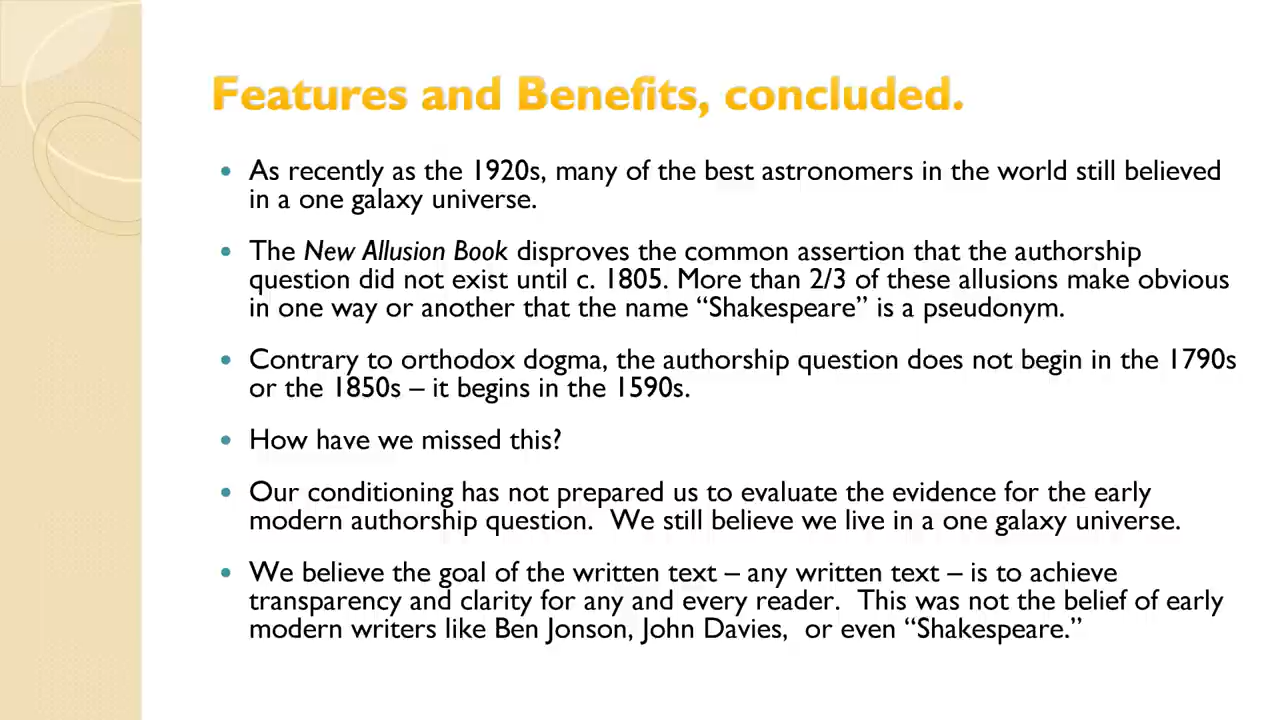 Features and Benefits, concluded.
• As recently as the 1920s, many of the best astronomers in the world still believed
in a one galaxy universe.
• The New Allusion Book disproves the common assertion that the authorship
question did not exist until c. 1805. More than 2/3 of these allusions make obvious
in one way or another that the name “Shakespeare” is a pseudonym.
• Contrary to orthodox dogma, the authorship question does not begin in the 1790s
or the 1850s – it begins in the 1590s.
• How have we missed this?
• Our conditioning has not prepared us to evaluate the evidence for the early
modern authorship question.  We still believe we live in a one galaxy universe.
• We believe the goal of the written text – any written text – is to achieve
transparency and clarity for any and every reader.  This was not the belief of early
modern writers like Ben Jonson, John Davies,  or even “Shakespeare.”